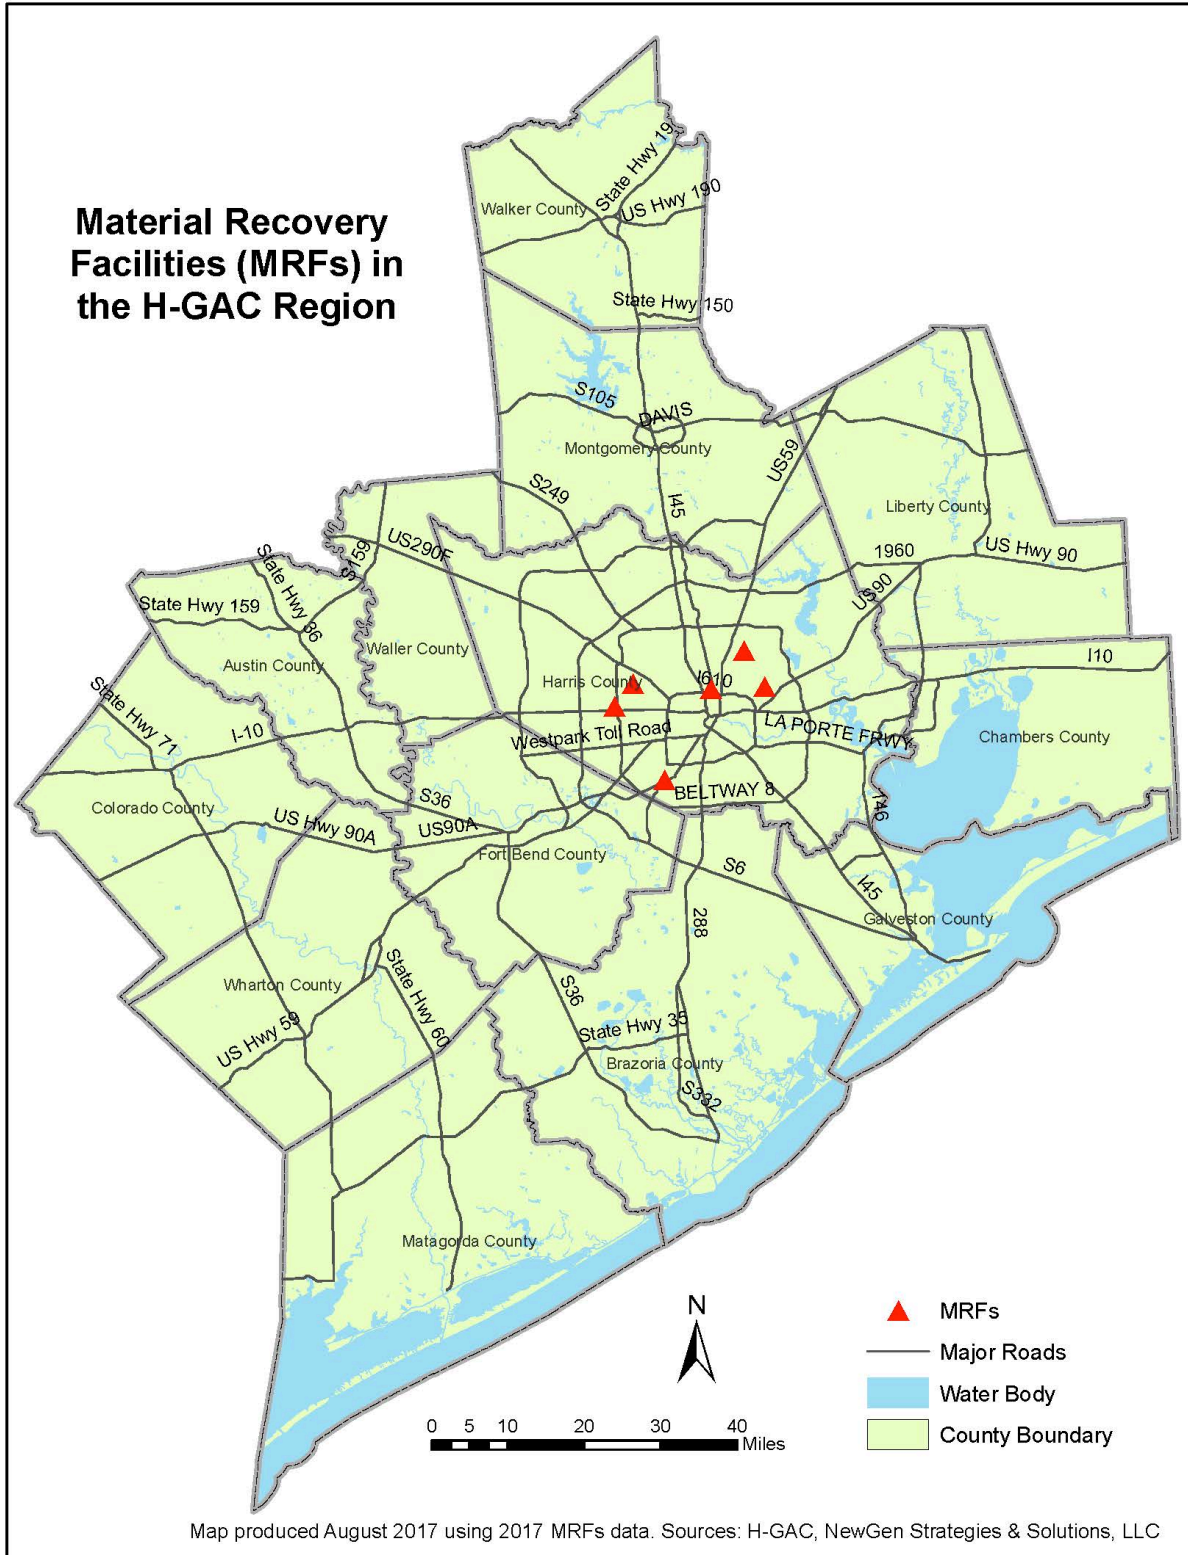 Material Recovery
Facilities (MRFs) in
the H-GAC Region
State Hwy 19
Walker County
US Hwy 190
State Hwy 150
S105
DAVIS
Montgomery County
US59
S249
I45
Liberty County
US290F
S159
1960
US Hwy 90
State Hwy 36
US90
State Hwy 159
Austin County
Waller County
I10
Harris County
I610
State Hwy 71
I-10
Westpark Toll Road
LA PORTE FRWY
Chambers County
BELTWAY 8
S36
Colorado County
146
US Hwy 90A
US90A
Fort Bend County
S6
I45
288
Galveston County
Wharton County
State Hwy 60
S36
US Hwy 59
State Hwy 35
Brazoria County
S332
Matagorda County
N
MRFs
Major Roads
Water Body
County Boundary
0 5 10 20 30 40
Miles
Map produced August 2017 using 2017 MRFs data. Sources: H-GAC, NewGen Strategies & Solutions, LLC